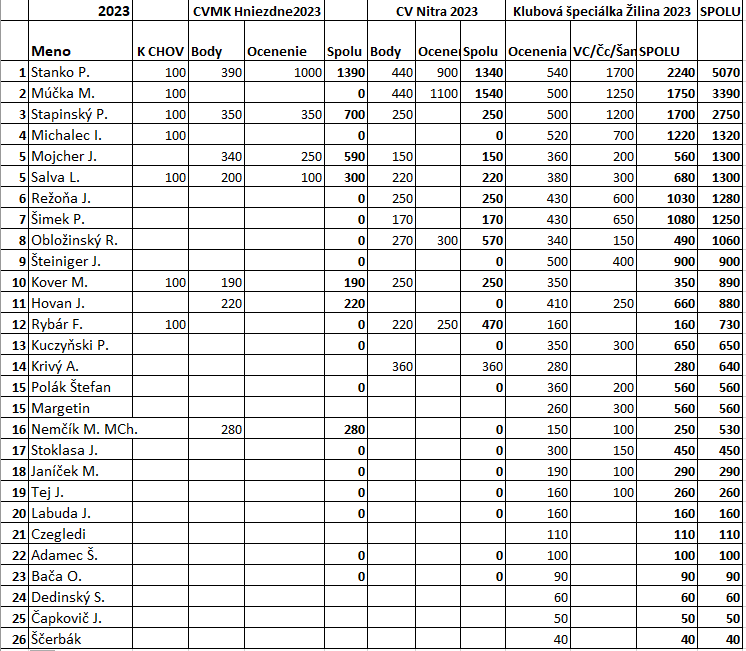 2023 CVMK Hniezdne2023 CV Nitra 2023 Klubová špeciálka Žilina 2023 SPOLU
Meno K CHOV Body Ocenenie Spolu Body Ocener Spolu Ocenenia VC/Čc/Šan SPOLU
1 Stanko P. 100 390 1000 1390 440 900 1340 540 1700 2240 5070
2 Múčka M. 100 0 440 1100 1540 500 1250 1750 3390
3 Stapinský P. 100 350 350 700 250 250 500 1200 1700 2750
4 Michalec I. 100 0 0 520 700 1220 1320
5 Mojcher J. 340 250 590 150 150 360 200 560 1300
5 Salva L. 100 200 100 300 220 220 380 300 680 1300
6 Režoňa J. 0 250 250 430 600 1030 1280
7 Šimek P. 0 170 170 430 650 1080 1250
8 Obložinský R. 0 270 300 570 340 150 490 1060
9 Šteiniger J. 0 0 500 400 900 900
10 Kover M. 100 190 190 250 250 350 350 890
11 Hovan J. 220 220 0 410 250 660 880
12 Rybár F. 100 0 220 250 470 160 160 730
13 Kuczyňski P. 0 0 350 300 650 650
14 Krivý A. 360 360 280 280 640
15 Polák Štefan 0 0 360 200 560 560
15 Margetin 260 300 560 560
16 Nemčík M. MCh. 280 280 150 100 250 530
17 Stoklasa J. 0 0 300 150 450 450
18 Janíček M. 0 0 190 100 290 290
19 Tej J. 0 0 160 100 260 260
20 Labuda J. 0 0 160 160 160
21 Czegledi 110 110 110
22 Adamec Š. 0 0 100 100 100
23 Bača O. 0 0 90 90 90
24 Dedinský S. 60 60 60
25 Čapkovič J. 50 50 50
26 Ščerbák 40 40 40